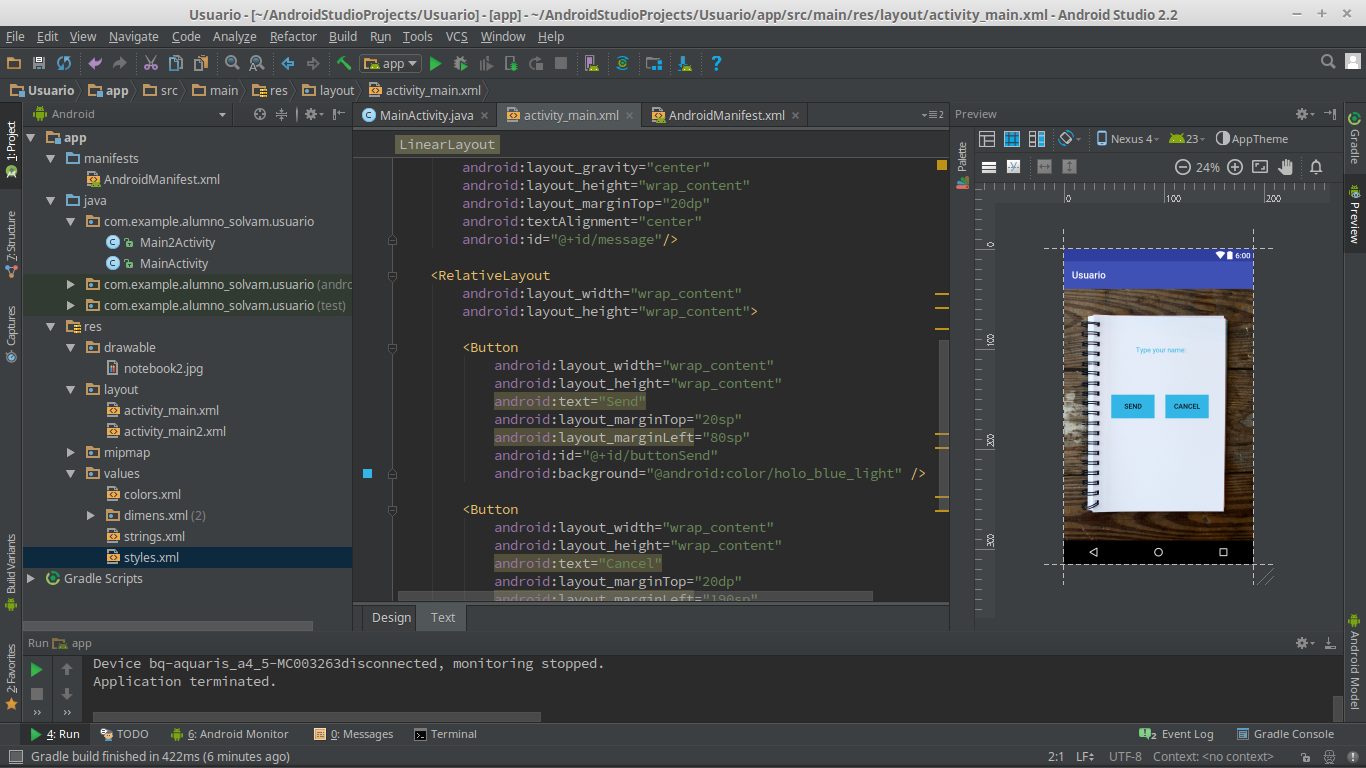 Usuario - [~/AndroidStudioProjects/Usuario] - [app] - ~/AndroidStudioProjects/Usuario/app/src/main/res/layout/activity_main.xml - Android Studio 2.2
File Edit View Navigate Code Analyze Refactor Build Run Tools VCS Window Help
app
Usuario app src main res layout activity_main.xml
1: Project
Z: Structure
Captures
Build Variants
2: Favorites
Android
app
manifests
AndroidManifest.xml
java
com.example.alumno_solvam.usuario
Main2Activity
MainActivity
com.example.alumno_solvam.usuario (andro
com.example.alumno_solvam.usuario (test)
res
drawable
notebook2.jpg
layout
activity_main.xml
activity_main2.xml
mipmap
values
colors.xml
dimens.xml (2)
strings.xml
styles.xml
Gradle Scripts
MainActivity.java activity_main.xml AndroidManifest.xml
2
LinearLayout
android:layout_gravity="center"
android:layout_height="wrap_content"
android:layout_marginTop="20dp"
android:textAlignment="center"
android:id="@+id/message"/>
<RelativeLayout
android:layout_width="wrap_content"
android:layout_height="wrap_content">
<Button
android:layout_width="wrap_content"
android:layout_height="wrap_content"
android:text="Send"
android:layout_marginTop="20sp"
android:layout_marginLeft="80sp"
android:id="@+id/buttonSend"
android:background="@android:color/holo_blue_light" />
<Button
android:layout_width="wrap_content"
android:layout_height="wrap_content"
android:text="Cancel"
android:layout_marginTop="20dp"
android:layout_marginLeft="190sp"
Design Text
Preview
Palette
Nexus 4 23 AppTheme
24%
0 100 200
0
100
200
300
6:00
Usuario
Type your name:
SEND CANCEL
Gradle
Preview
Android Model
Run app
Device bq-aquaris_a4_5-MC003263disconnected, monitoring stopped.
Application terminated.
4: Run TODO 6: Android Monitor 0: Messages Terminal 2 Event Log Gradle Console
Gradle build finished in 422ms (6 minutes ago) 2:1 LF UTF-8 Context: <no context>